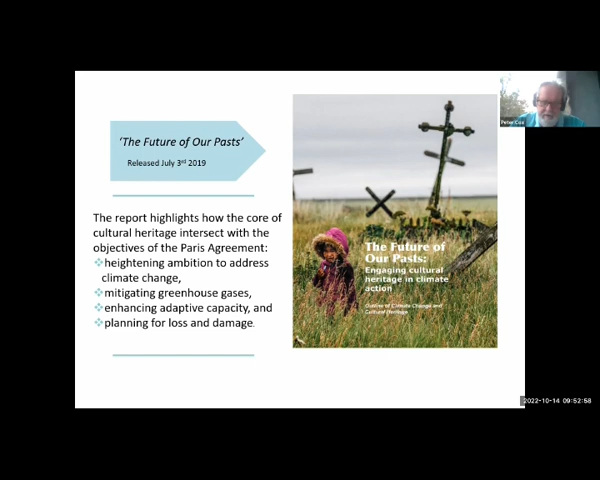 ‘The Future of Our Pasts’
Released July 3rd 2019
The report highlights how the core of
cultural heritage intersect with the
objectives of the Paris Agreement:
❖heightening ambition to address
climate change,
❖mitigating greenhouse gases,
❖enhancing adaptive capacity, and
❖planning for loss and damage.
The Future of
Our Pasts:
Engaging cultural
heritage in climate
action
Outline of Climate Change and
Cultural Heritage
Peter Cox
2022-10-14 09:52:58